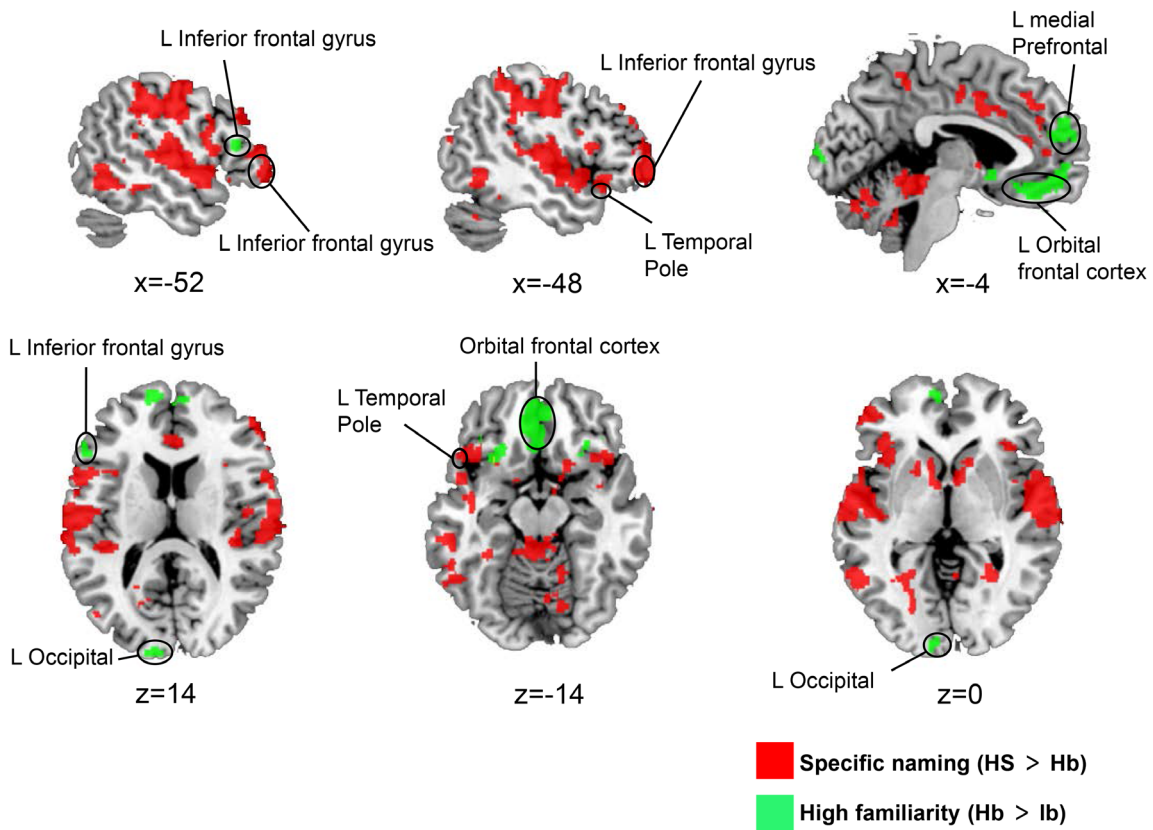 L Inferior frontal gyrus
L Inferior frontal gyrus
x=-52
L Inferior frontal gyrus
L Temporal
Pole
x=-48
L medial
Prefrontal
L Orbital
frontal cortex
x=-4
L Inferior frontal gyrus
L Occipital
z=14
Orbital frontal cortex
L Temporal
Pole
z=-14
L Occipital
z=0
Specific naming (HS > Hb)
High familiarity (Hb > lb)